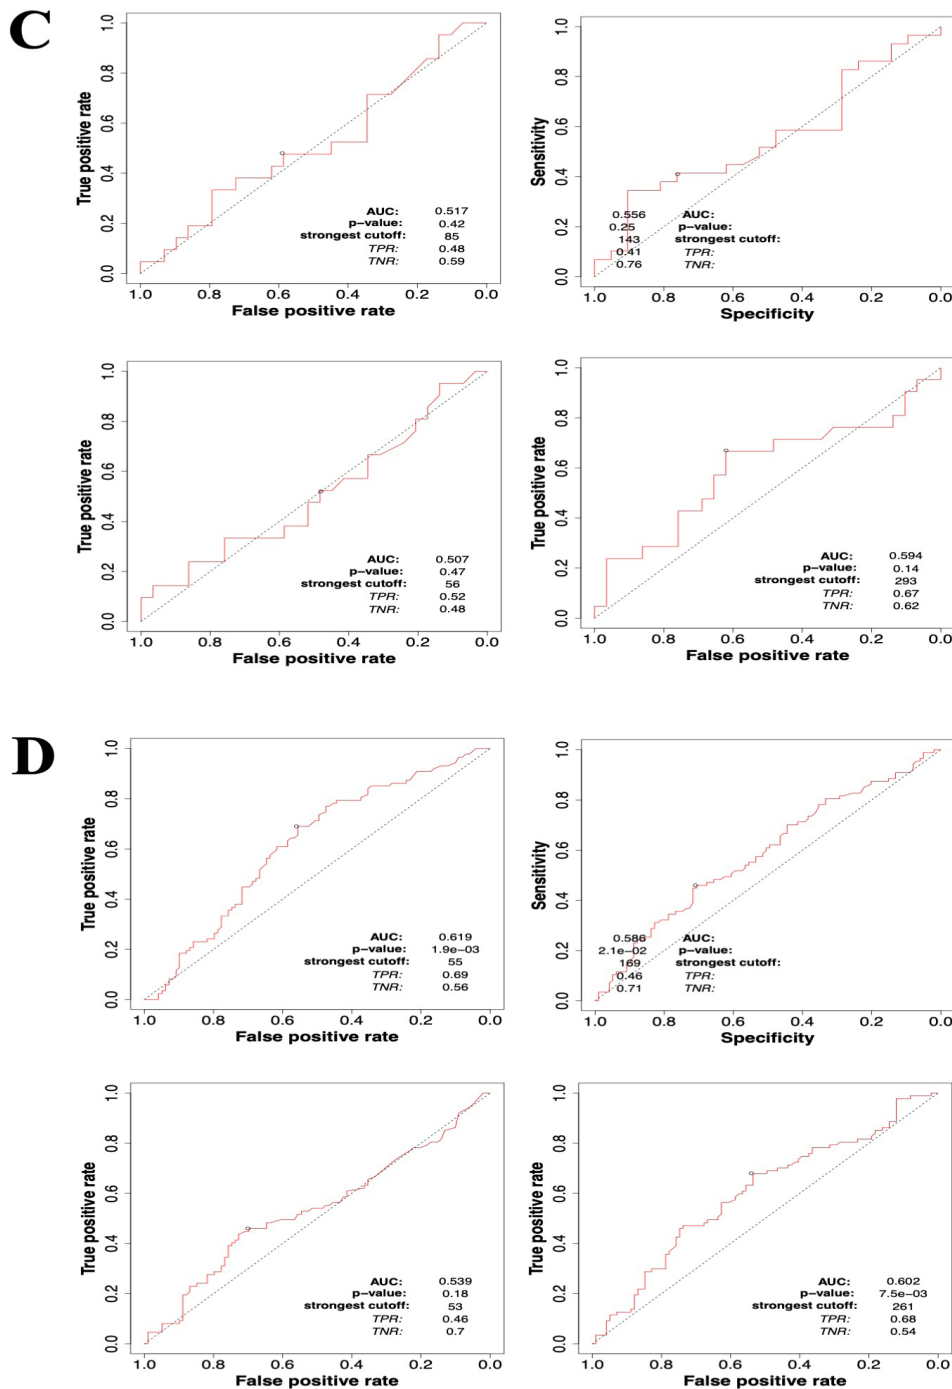 C
True positive rate
0.0 0.2 0.4 0.6 0.8 1.0
AUC: 0.517
p-value: 0.42
strongest cutoff: 85
TPR: 0.48
TNR: 0.59
1.0 0.8 0.6 0.4 0.2 0.0
False positive rate
Sensitivity
0.0 0.2 0.4 0.6 0.8 1.0
0.556 AUC:
0.25 p-value:
143 strongest cutoff:
0.41 TPR:
0.76 TNR:
1.0 0.8 0.6 0.4 0.2 0.0
Specificity
True positive rate
0.0 0.2 0.4 0.6 0.8 1.0
AUC: 0.507
p-value: 0.47
strongest cutoff: 56
TPR: 0.52
TNR: 0.48
1.0 0.8 0.6 0.4 0.2 0.0
False positive rate
True positive rate
0.0 0.2 0.4 0.6 0.8 1.0
AUC: 0.594
p-value: 0.14
strongest cutoff: 293
TPR: 0.67
TNR: 0.62
1.0 0.8 0.6 0.4 0.2 0.0
False positive rate
D
True positive rate
0.0 0.2 0.4 0.6 0.8 1.0
AUC: 0.619
p-value: 1.9e-03
strongest cutoff: 55
TPR: 0.69
TNR: 0.56
1.0 0.8 0.6 0.4 0.2 0.0
False positive rate
Sensitivity
0.0 0.2 0.4 0.6 0.8 1.0
0.586 AUC:
2.1e-02 p-value:
169 strongest cutoff:
0.46 TPR:
0.71 TNR:
1.0 0.8 0.6 0.4 0.2 0.0
Specificity
True positive rate
0.0 0.2 0.4 0.6 0.8 1.0
AUC: 0.539
p-value: 0.18
strongest cutoff: 53
TPR: 0.46
TNR: 0.7
1.0 0.8 0.6 0.4 0.2 0.0
False positive rate
True positive rate
0.0 0.2 0.4 0.6 0.8 1.0
AUC: 0.602
p-value: 7.5e-03
strongest cutoff: 261
TPR: 0.68
TNR: 0.54
1.0 0.8 0.6 0.4 0.2 0.0
False positive rate